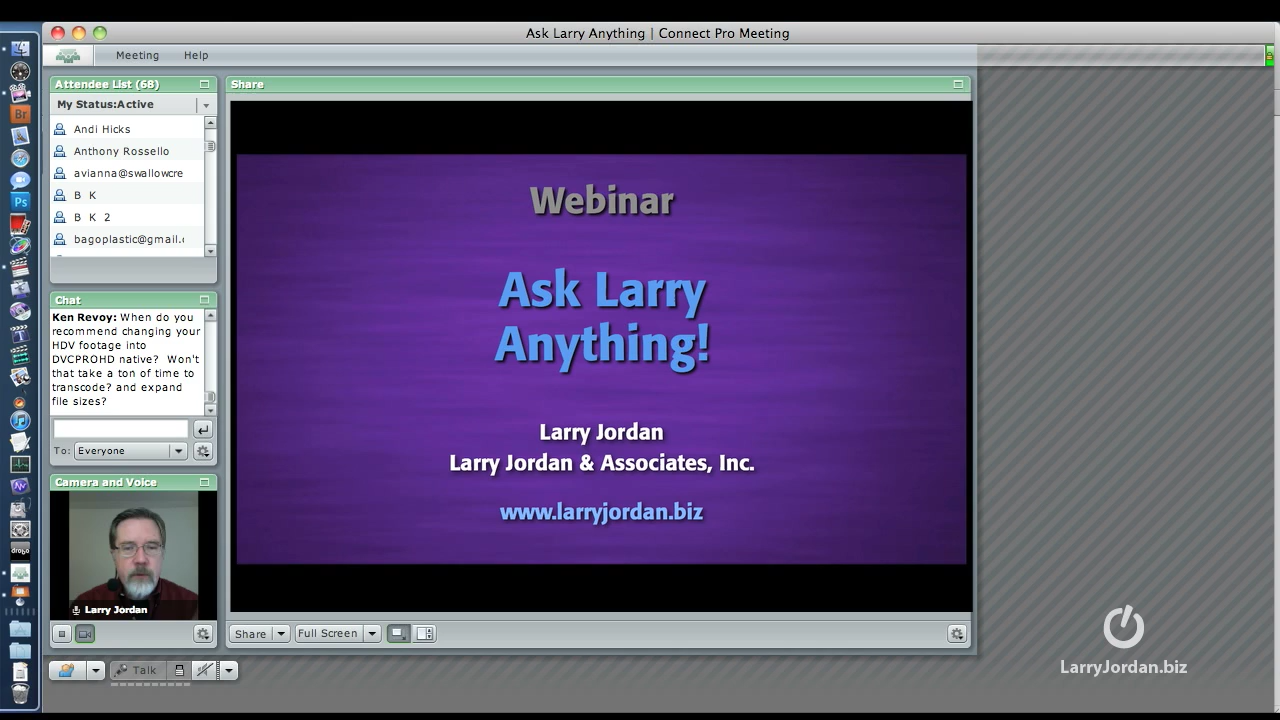 Ask Larry Anything | Connect Pro Meeting
Meeting Help
Attendee List (68)
My Status:Active
Andi Hicks
Anthony Rossello
avianna@swallowcre
B K
B K 2
bagoplastic@gmail.c
Chat
Ken Revoy: When do you
recommend changing your
HDV footage into
DVCPROHD native? Won't
that take a ton of time to
transcode? and expand
file sizes?
To: Everyone
Camera and Voice
Larry Jordan
Share
Webinar
Ask Larry
Anything!
Larry Jordan
Larry Jordan & Associates, Inc.
www.larryjordan.biz
Share Full Screen
Talk
LarryJordan.biz
Br
Ps
drobo